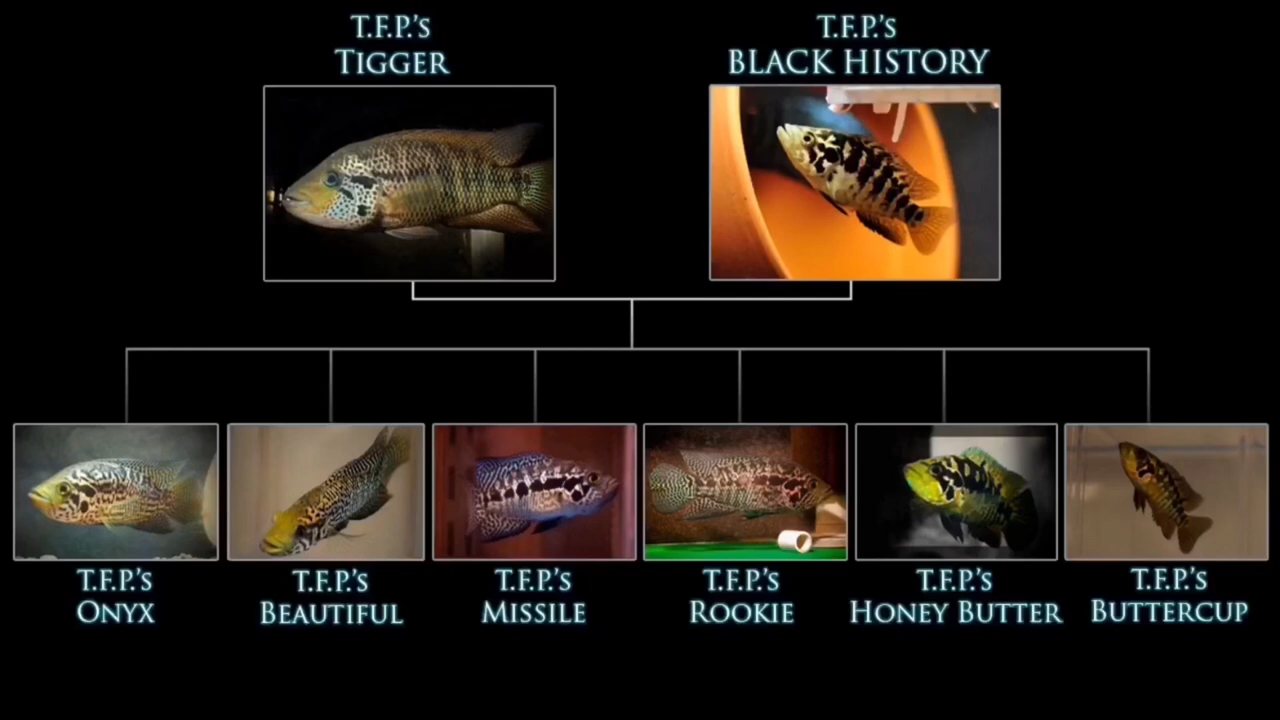 T.F.P.'s
TIGGER
T.F.P.'s
BLACK HISTORY
T.F.P.'s
ONYX
T.F.P.'s
BEAUTIFUL
T.F.P.'s
MISSILE
T.F.P.'s
ROOKIE
T.F.P.'s
HONEY BUTTER
T.F.P.'s
BUTTERCUP